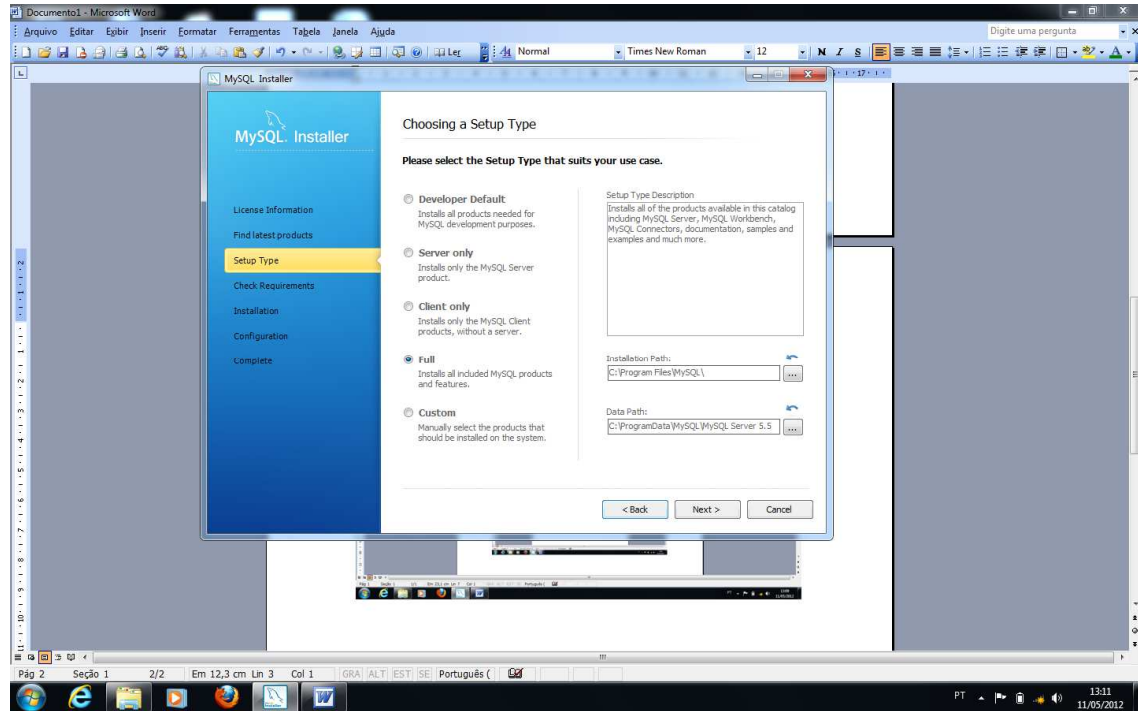 Documento1 - Microsoft Word
Arquivo Editar Exibir Inserir Formatar Ferramentas Tabela Janela Ajuda
Digite uma pergunta
Ler
Normal
Times New Roman
12
N I S
17
MySQL Installer
MySQL. Installer
License Information
Find latest products
Setup Type
Check Requirements
Installation
Configuration
Complete
Choosing a Setup Type
Please select the Setup Type that suits your use case.
Developer Default
Installs all products needed for
MySQL development purposes.
Server only
Installs only the MySQL Server
product.
Client only
Installs only the MySQL Client
products, without a server.
Full
Installs all included MySQL products
and features.
Custom
Manually select the products that
should be installed on the system.
Setup Type Description
Installs all of the products available in this catalog
including MySQL Server, MySQL Workbench,
MySQL Connectors, documentation, samples and
examples and much more.
Installation Path:
C:\Program Files\MySQL\
...
Data Path:
C:\ProgramData\MySQL\MySQL Server 5.5
...
< Back
Next >
Cancel
Pág 2 Seção 1 2/2 Em 12,3 cm Lin 3 Col 1 GRA ALT EST SE Português (
PT
13:11
11/05/2012